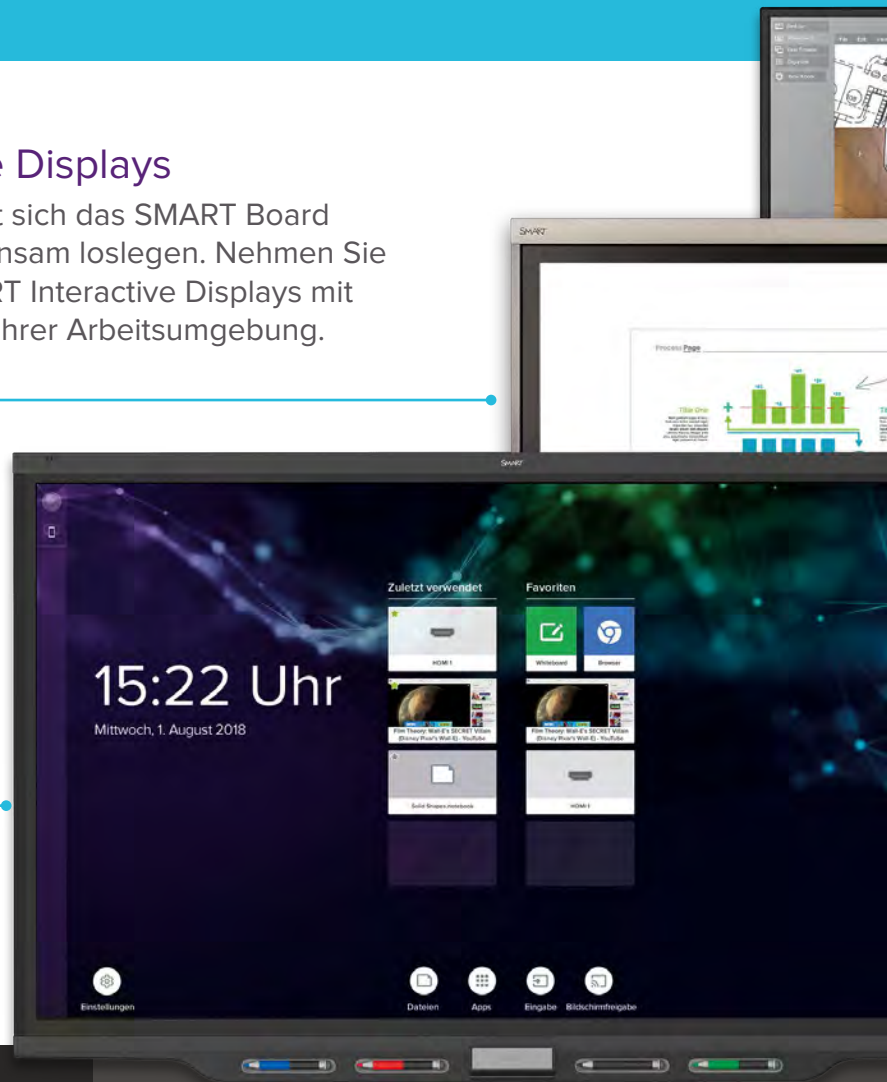 e Displays
t sich das SMART Board
nsam loslegen. Nehmen Sie
RT Interactive Displays mit
hrer Arbeitsumgebung.
SMART
Process Page
Title One
SMART
Zuletzt verwendet
Favoriten
HDMI 1
Whiteboard
Browser
15:22 Uhr
Mittwoch, 1. August 2018
Film Theory: Wall-E's SECRET Villain
(Disney Pixar's Wall-E) - YouTube
Film Theory: Wall-E's SECRET Villain
(Disney Pixar's Wall-E) - YouTube
Solid Shapes.notebook
HDMI 1
Einstellungen
Dateien
Apps
Eingabe
Bildschirmfreigabe